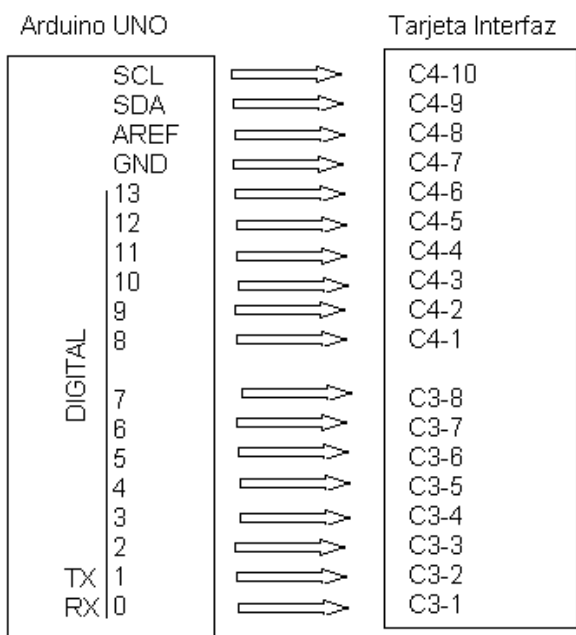 Arduino UNO Tarjeta Interfaz
SCL C4-10
SDA C4-9
AREF C4-8
GND C4-7
13 C4-6
12 C4-5
11 C4-4
10 C4-3
9 C4-2
8 C4-1
DIGITAL
7 C3-8
6 C3-7
5 C3-6
4 C3-5
3 C3-4
2 C3-3
TX 1 C3-2
RX 0 C3-1